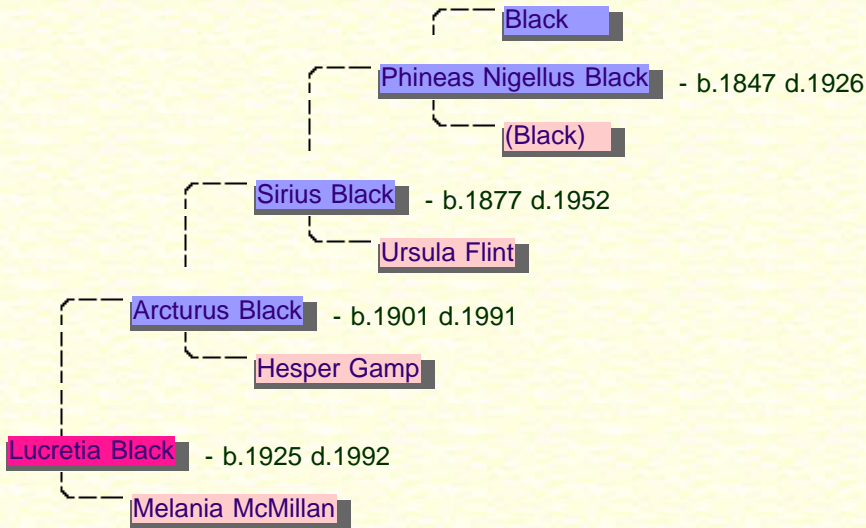 Black
Phineas Nigellus Black - b.1847 d.1926
(Black)
Sirius Black - b.1877 d.1952
Ursula Flint
Arcturus Black - b.1901 d.1991
Hesper Gamp
Lucretia Black - b.1925 d.1992
Melania McMillan